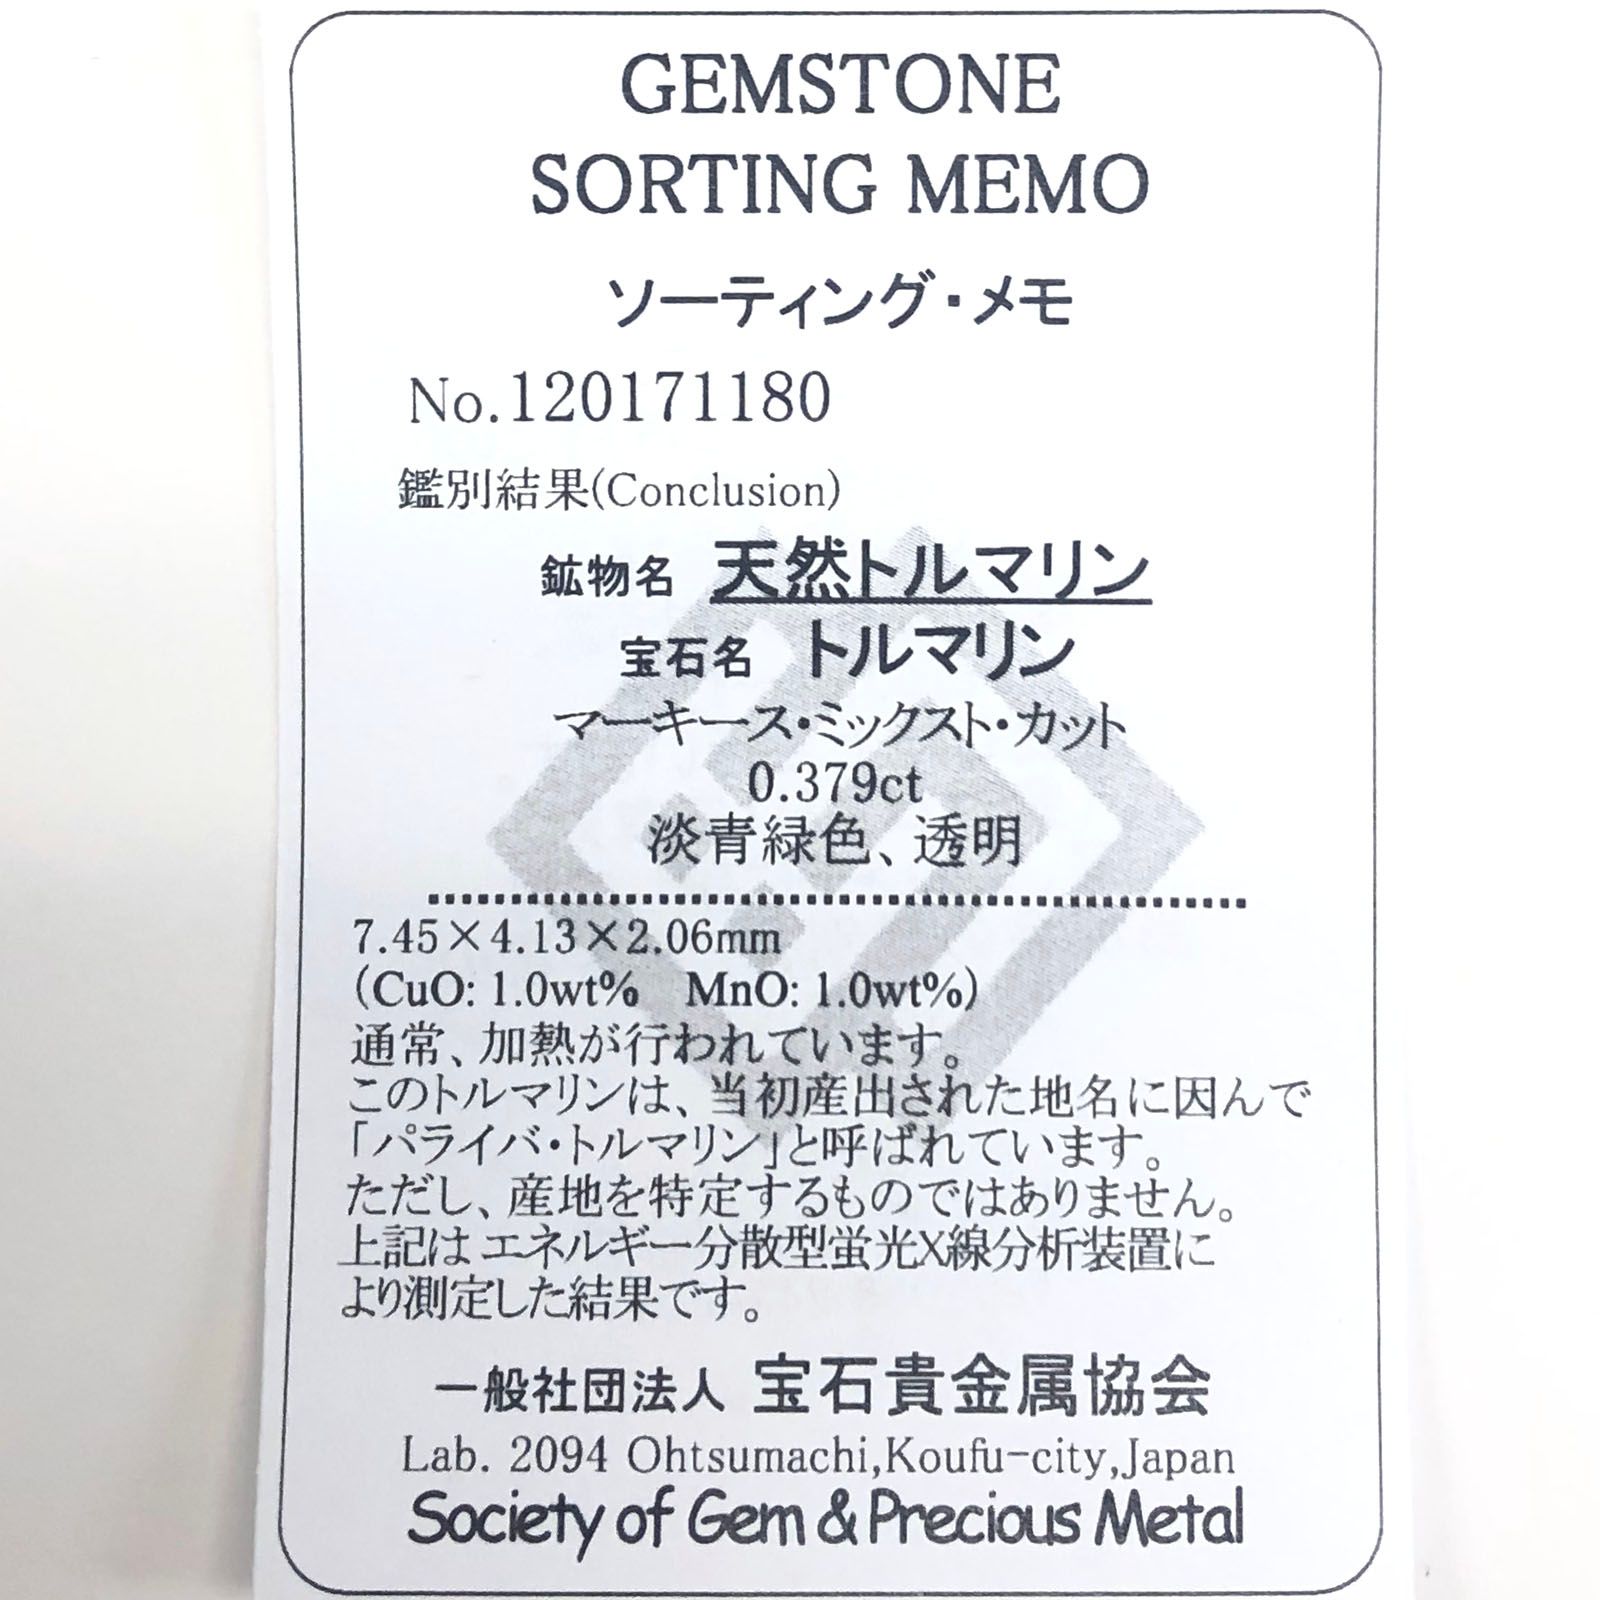 GEMSTONE
SORTING MEMO
ソーティング・メモ
No.120171180
鑑別結果(Conclusion)
鉱物名 天然トルマリン
宝石名 トルマリン
マーキース・ミックスト・カット
0.379ct
淡青緑色、透明
7.45×4.13×2.06mm
(CuO: 1.0wt% MnO: 1.0wt%)
通常、加熱が行われています。
このトルマリンは、当初産出された地名に因んで
「パライバ・トルマリン」と呼ばれています。
ただし、産地を特定するものではありません。
上記はエネルギー分散型蛍光X線分析装置に
より測定した結果です。
一般社団法人 宝石貴金属協会
Lab. 2094 Ohtsumachi,Koufu-city,Japan
Society of Gem & Precious Metal